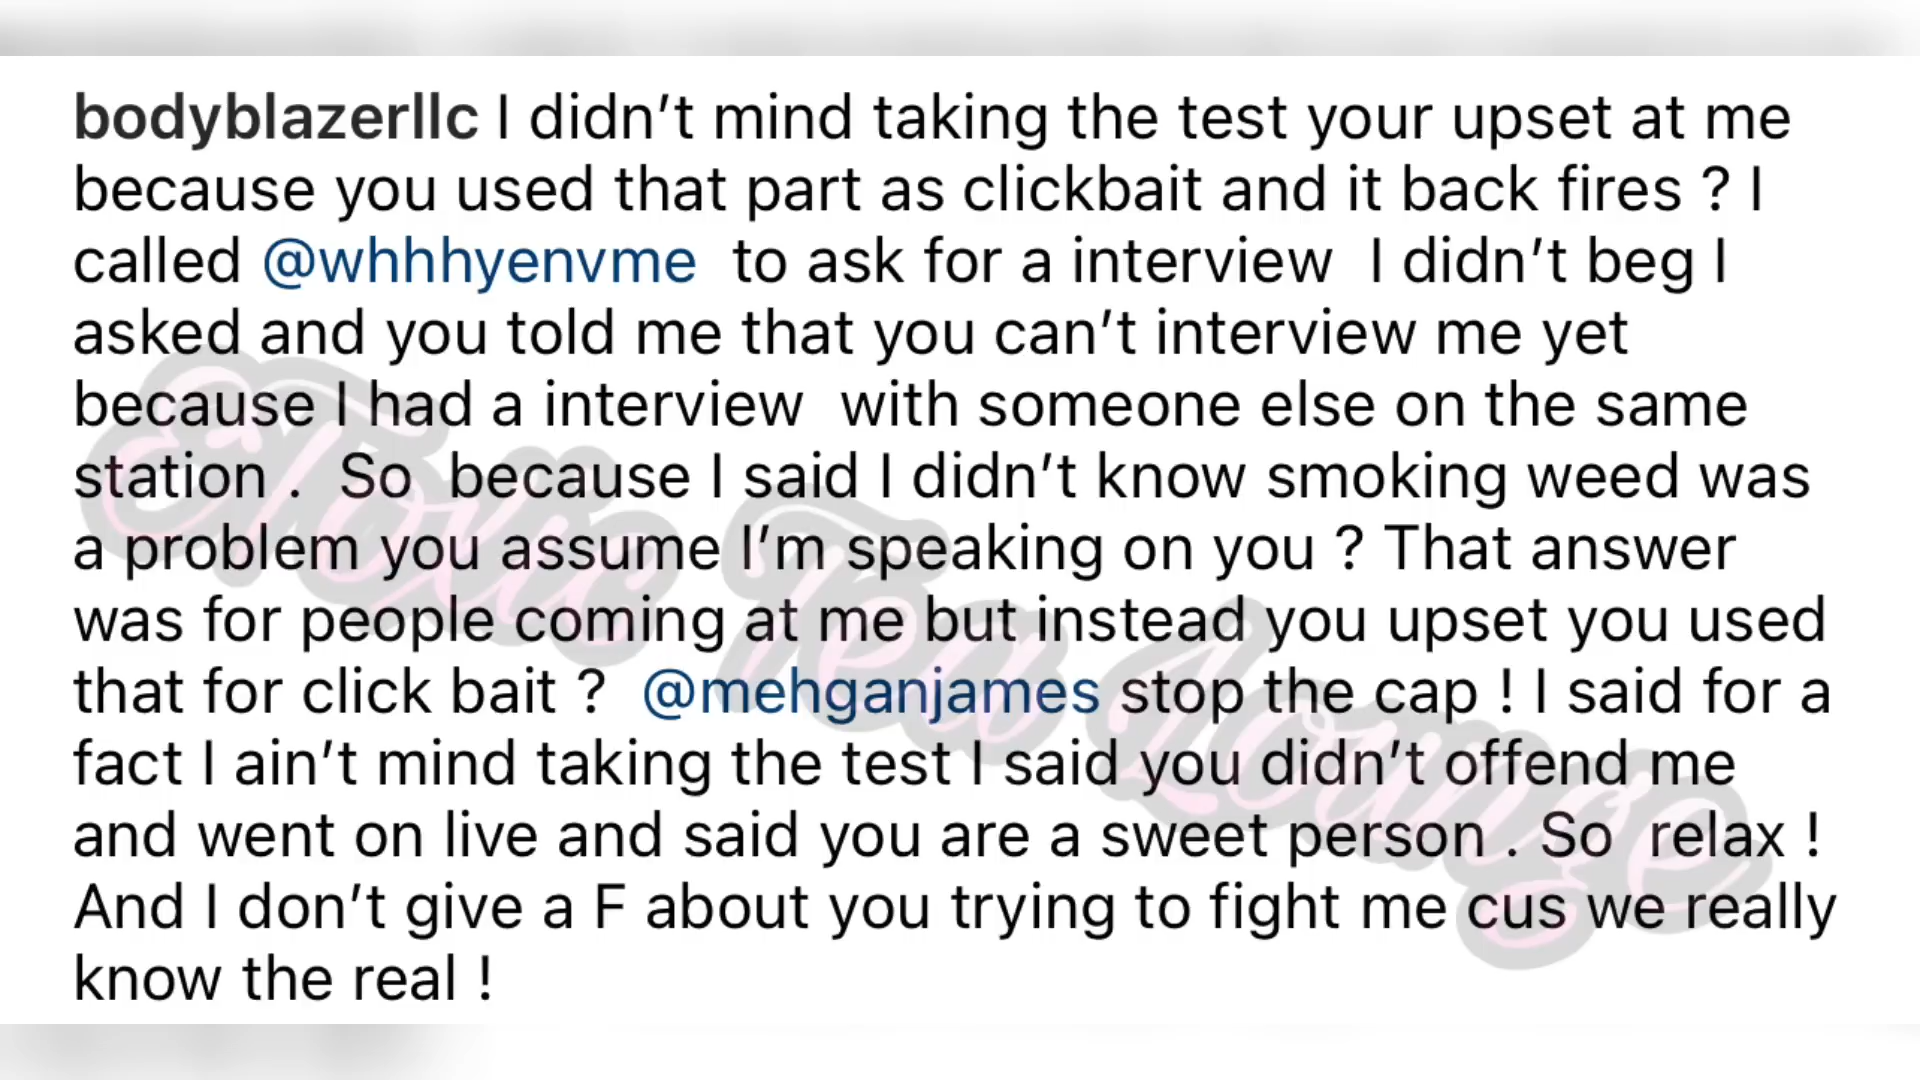 bodyblazerllc I didn’t mind taking the test your upset at me
because you used that part as clickbait and it back fires ? I
called @whhhyenvme to ask for a interview I didn’t beg I
asked and you told me that you can’t interview me yet
because I had a interview with someone else on the same
station . So because I said I didn’t know smoking weed was
a problem you assume I’m speaking on you ? That answer
was for people coming at me but instead you upset you used
that for click bait ? @mehganjames stop the cap ! I said for a
fact I ain’t mind taking the test I said you didn’t offend me
and went on live and said you are a sweet person . So relax !
And I don’t give a F about you trying to fight me cus we really
know the real !
EToxic Tea Lounge